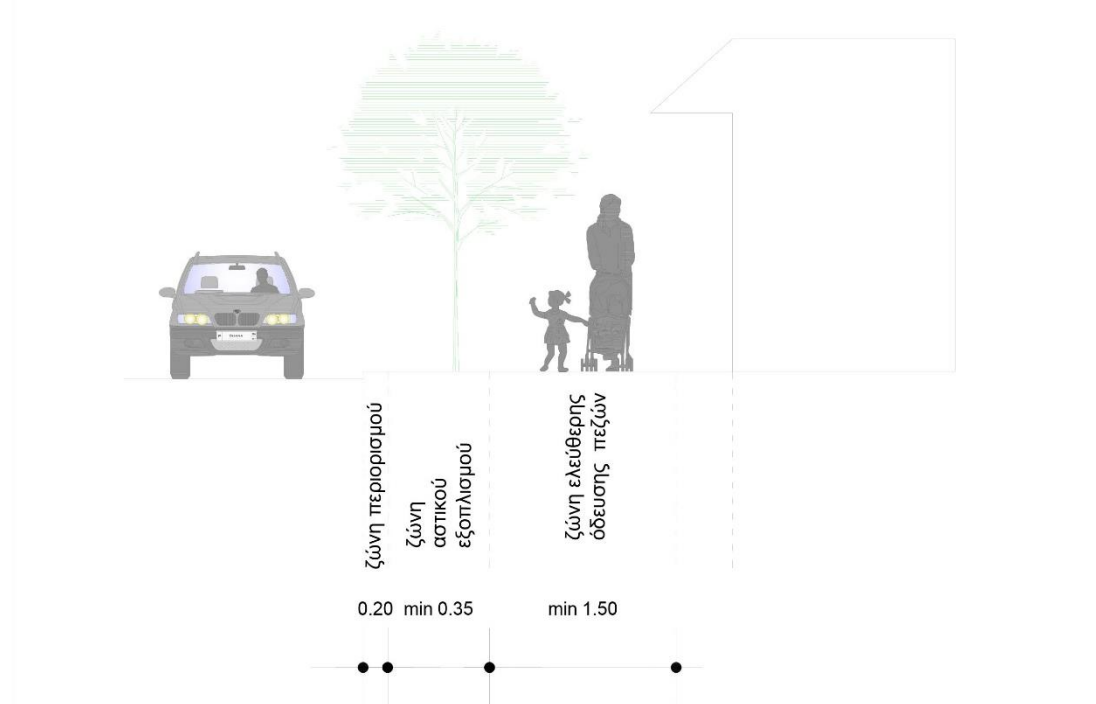 ζώνη περιορισμού
ζώνη
αστικού
εξοπλισμού
ζώνη ελεύθερης
όδευσης πεζών
0.20 min 0.35 min 1.50